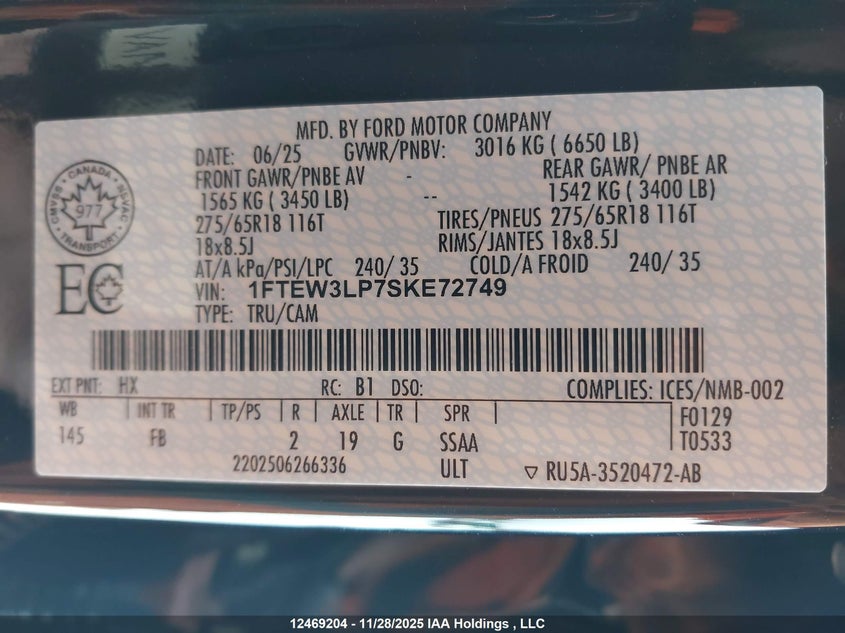 MFD. BY FORD MOTOR COMPANY
DATE: 06/25 GVWR/PNBV: 3016 KG ( 6650 LB)
FRONT GAWR/PNBE AV - REAR GAWR/ PNBE AR
1565 KG ( 3450 LB) -- 1542 KG ( 3400 LB)
275/65R18 116T TIRES/PNEUS 275/65R18 116T
18x8.5J RIMS/JANTES 18x8.5J
AT/A kPa/PSI/LPC 240/ 35 COLD/A FROID 240/ 35
VIN: 1FTEW3LP7SKE72749
TYPE: TRU/CAM
CANADA
CMVSS NSVAC
977
TRANSPORT
EC
EXT PNT: HX RC: B1 DSO: COMPLIES: ICES/NMB-002
WB INT TR TP/PS R AXLE TR SPR F0129
145 FB 2 19 G SSAA T0533
2202506266336 ULT ▽ RU5A-3520472-AB
12469204 - 11/28/2025 IAA Holdings , LLC